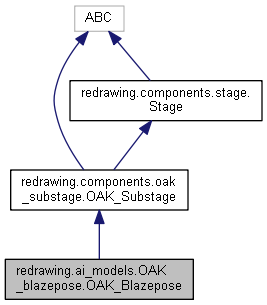 ABC
redrawing.components.stage.
Stage
redrawing.components.oak
_substage.OAK_Substage
redrawing.ai_models.OAK
_blazepose.OAK_Blazepose